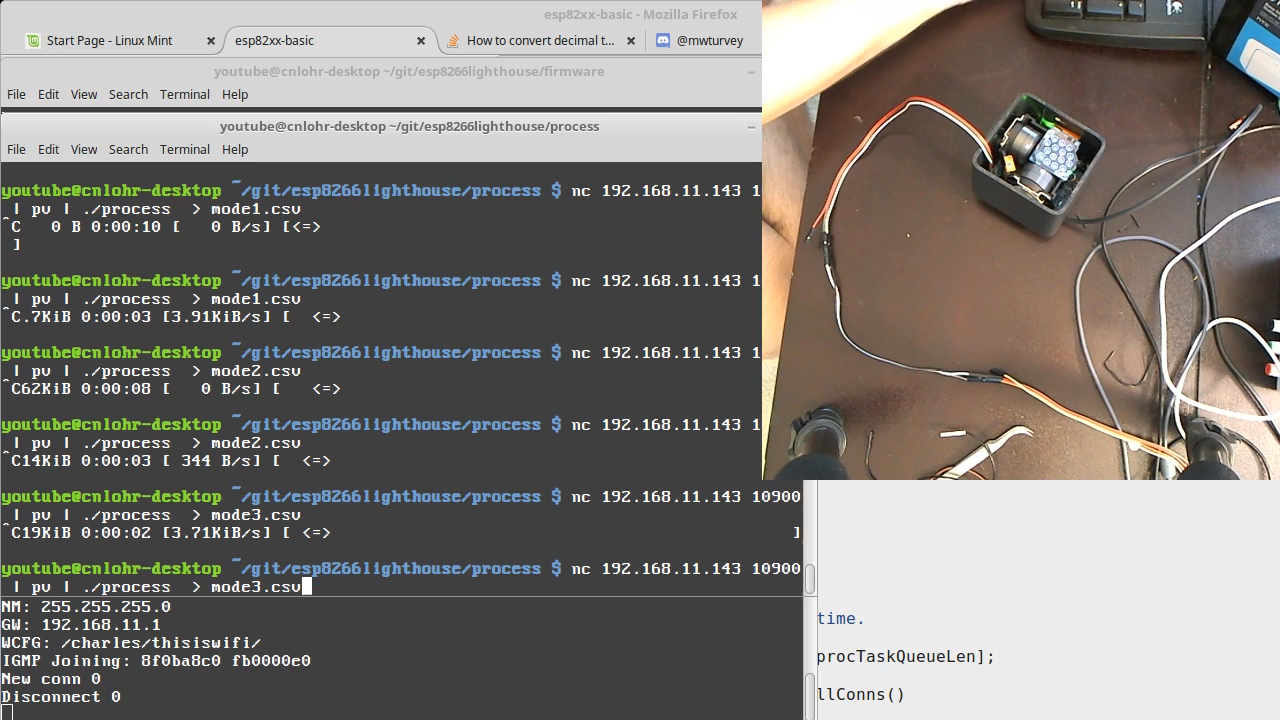 esp82xx-basic - Mozilla Firefox
Start Page - Linux Mint × esp82xx-basic × How to convert decimal t... × @mwturvey
youtube@cnlohr-desktop ~/git/esp8266lighthouse/firmware
File Edit View Search Terminal Help
youtube@cnlohr-desktop ~/git/esp8266lighthouse/process
File Edit View Search Terminal Help
youtube@cnlohr-desktop ~/git/esp8266lighthouse/process $ nc 192.168.11.143 1
| pv | ./process > mode1.csv
^C 0 B 0:00:10 [ 0 B/s] [<=>
]
youtube@cnlohr-desktop ~/git/esp8266lighthouse/process $ nc 192.168.11.143 1
| pv | ./process > mode1.csv
^C.7KiB 0:00:03 [3.91KiB/s] [ <=>
youtube@cnlohr-desktop ~/git/esp8266lighthouse/process $ nc 192.168.11.143 1
| pv | ./process > mode2.csv
^C62KiB 0:00:08 [ 0 B/s] [ <=>
youtube@cnlohr-desktop ~/git/esp8266lighthouse/process $ nc 192.168.11.143 1
| pv | ./process > mode2.csv
^C14KiB 0:00:03 [ 344 B/s] [ <=>
youtube@cnlohr-desktop ~/git/esp8266lighthouse/process $ nc 192.168.11.143 10900
| pv | ./process > mode3.csv
^C19KiB 0:00:02 [3.71KiB/s] [ <=> ]
youtube@cnlohr-desktop ~/git/esp8266lighthouse/process $ nc 192.168.11.143 10900
| pv | ./process > mode3.csv
NM: 255.255.255.0
GW: 192.168.11.1
WCFG: /charles/thisiswifi/
IGMP Joining: 8f0ba8c0 fb0000e0
New conn 0
Disconnect 0
time.
procTaskQueueLen];
llConns()